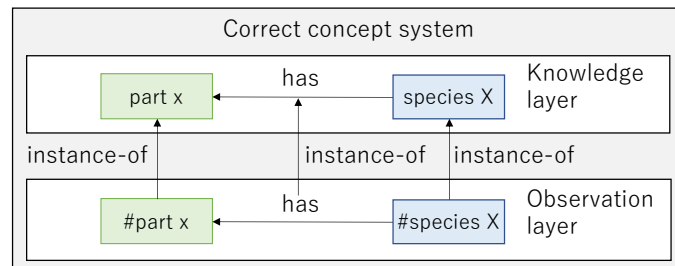 Correct concept system
Knowledge
layer
has
part x
species X
instance-of
instance-of
instance-of
Observation
layer
has
#part x
#species X